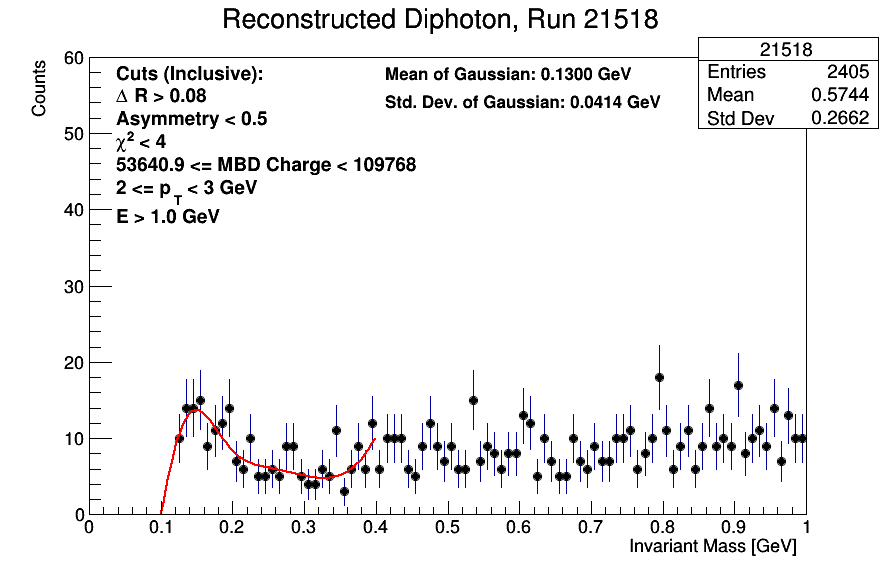 Reconstructed Diphoton, Run 21518
21518
Entries 2405
Mean 0.5744
Std Dev 0.2662
Cuts (Inclusive):
Δ R > 0.08
Asymmetry < 0.5
χ² < 4
53640.9 <= MBD Charge < 109768
2 <= p_T < 3 GeV
E > 1.0 GeV
Mean of Gaussian: 0.1300 GeV
Std. Dev. of Gaussian: 0.0414 GeV
Counts
60
50
40
30
20
10
0
0 0.1 0.2 0.3 0.4 0.5 0.6 0.7 0.8 0.9 1
Invariant Mass [GeV]